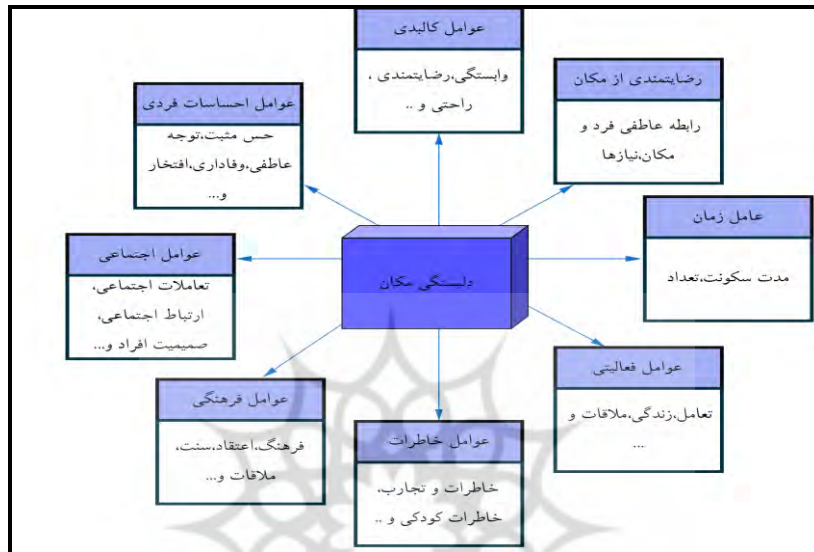 عوامل کالبدی
وابستگی،رضایتمندی ،
راحتی و ..
رضایتمندی از مکان
رابطه عاطفی فرد و
مکان،نیازها
عوامل احساسات فردی
حس مثبت،توجه
عاطفی،وفاداری،افتخار
و...
عامل زمان
مدت سکونت،تعداد
دلبستگی مکان
عوامل اجتماعی
تعاملات اجتماعی،
ارتباط اجتماعی،
صمیمیت افراد و...
عوامل فعالیتی
تعامل،زندگی،ملاقات و
...
عوامل فرهنگی
فرهنگ،اعتقاد،سنت،
ملاقات و...
عوامل خاطرات
خاطرات و تجارب،
خاطرات کودکی و ..